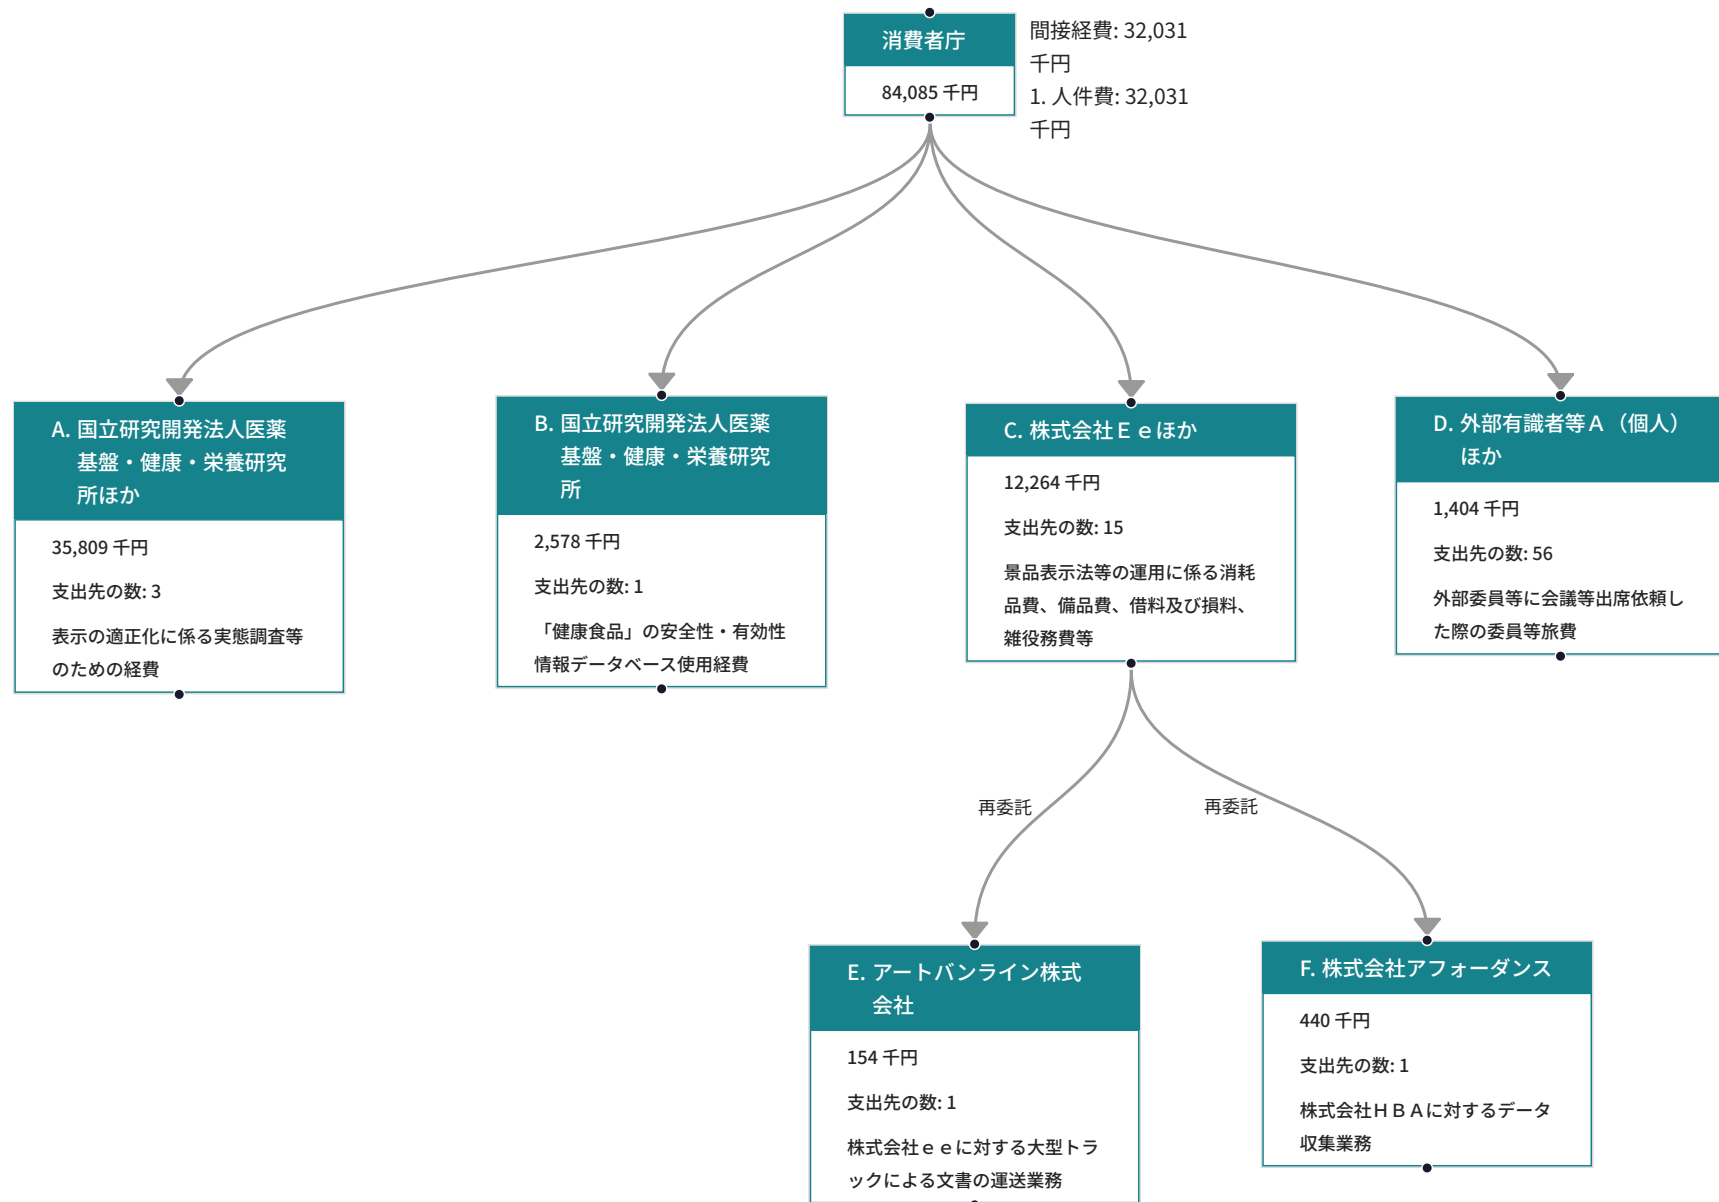 消費者庁
84,085 千円
間接経費: 32,031
千円
1. 人件費: 32,031
千円
A. 国立研究開発法人医薬
基盤・健康・栄養研究
所ほか
35,809 千円
支出先の数: 3
表示の適正化に係る実態調査等
のための経費
B. 国立研究開発法人医薬
基盤・健康・栄養研究
所
2,578 千円
支出先の数: 1
「健康食品」の安全性・有効性
情報データベース使用経費
C. 株式会社Ｅｅほか
12,264 千円
支出先の数: 15
景品表示法等の運用に係る消耗
品費、備品費、借料及び損料、
雑役務費等
D. 外部有識者等Ａ（個人）
ほか
1,404 千円
支出先の数: 56
外部委員等に会議等出席依頼し
た際の委員等旅費
再委託
再委託
E. アートバンライン株式
会社
154 千円
支出先の数: 1
株式会社ｅｅに対する大型トラ
ックによる文書の運送業務
F. 株式会社アフォーダンス
440 千円
支出先の数: 1
株式会社ＨＢＡに対するデータ
収集業務